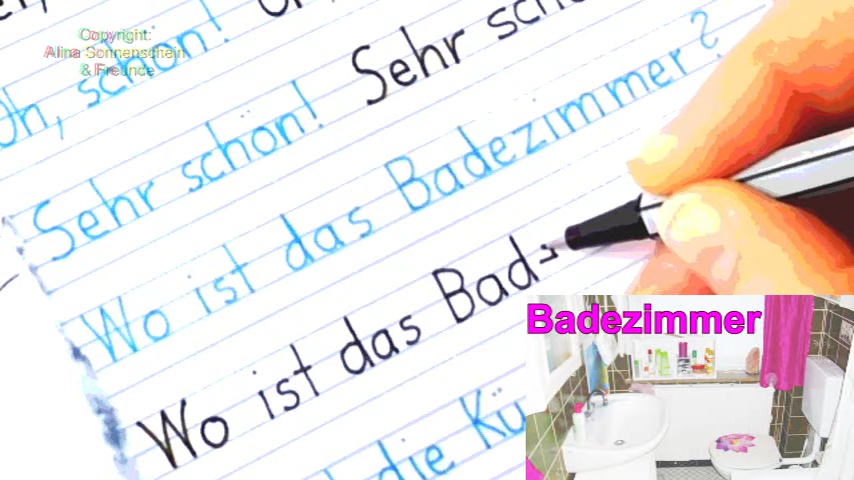 Copyright:
Alina Sonnenschein
& Freunde
Oh, schön!
Sehr schön! Sehr schö
Wo ist das Badezimmer?
Wo ist das Bad
die Kü
Badezimmer